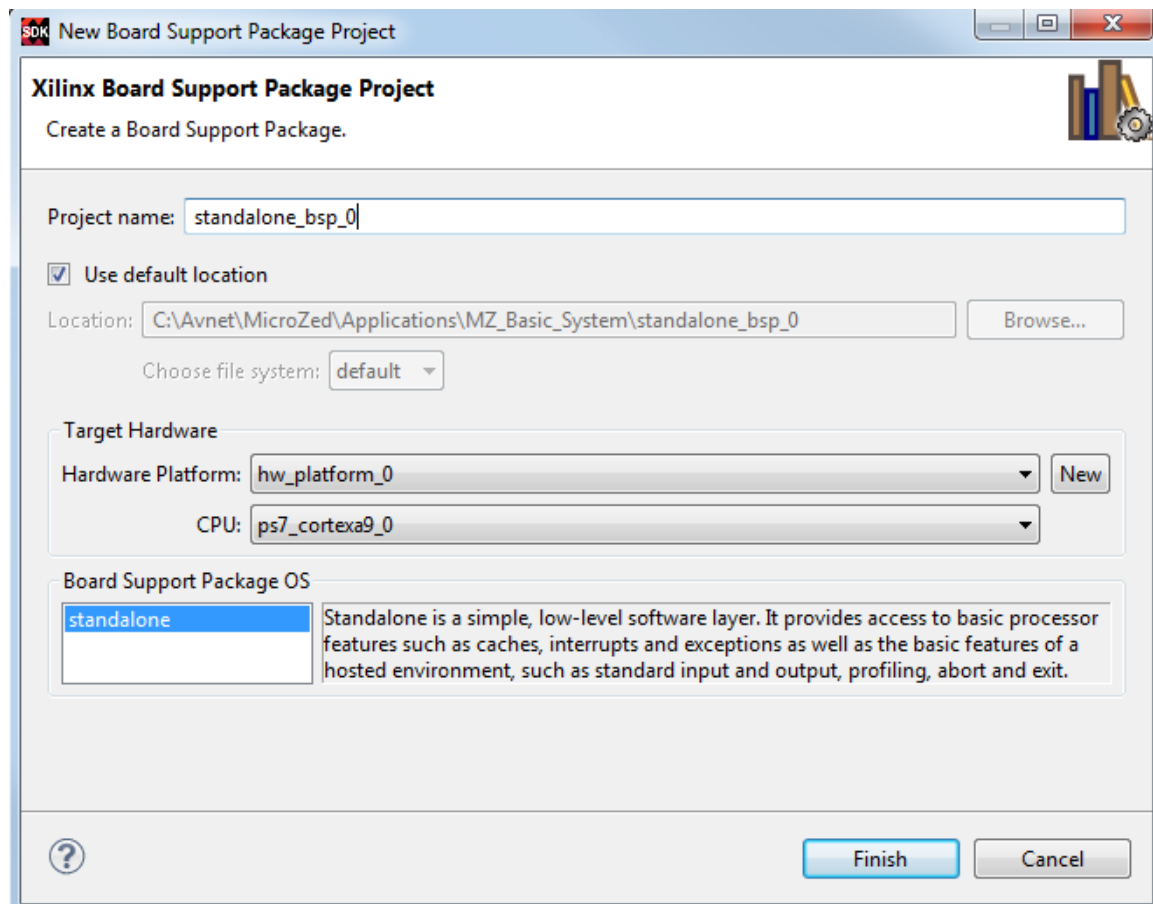 SDK New Board Support Package Project
Xilinx Board Support Package Project
Create a Board Support Package.
Project name: standalone_bsp_0
Use default location
Location: C:\Avnet\MicroZed\Applications\MZ_Basic_System\standalone_bsp_0 Browse...
Choose file system: default
Target Hardware
Hardware Platform: hw_platform_0 New
CPU: ps7_cortexa9_0
Board Support Package OS
standalone
Standalone is a simple, low-level software layer. It provides access to basic processor
features such as caches, interrupts and exceptions as well as the basic features of a
hosted environment, such as standard input and output, profiling, abort and exit.
? Finish Cancel